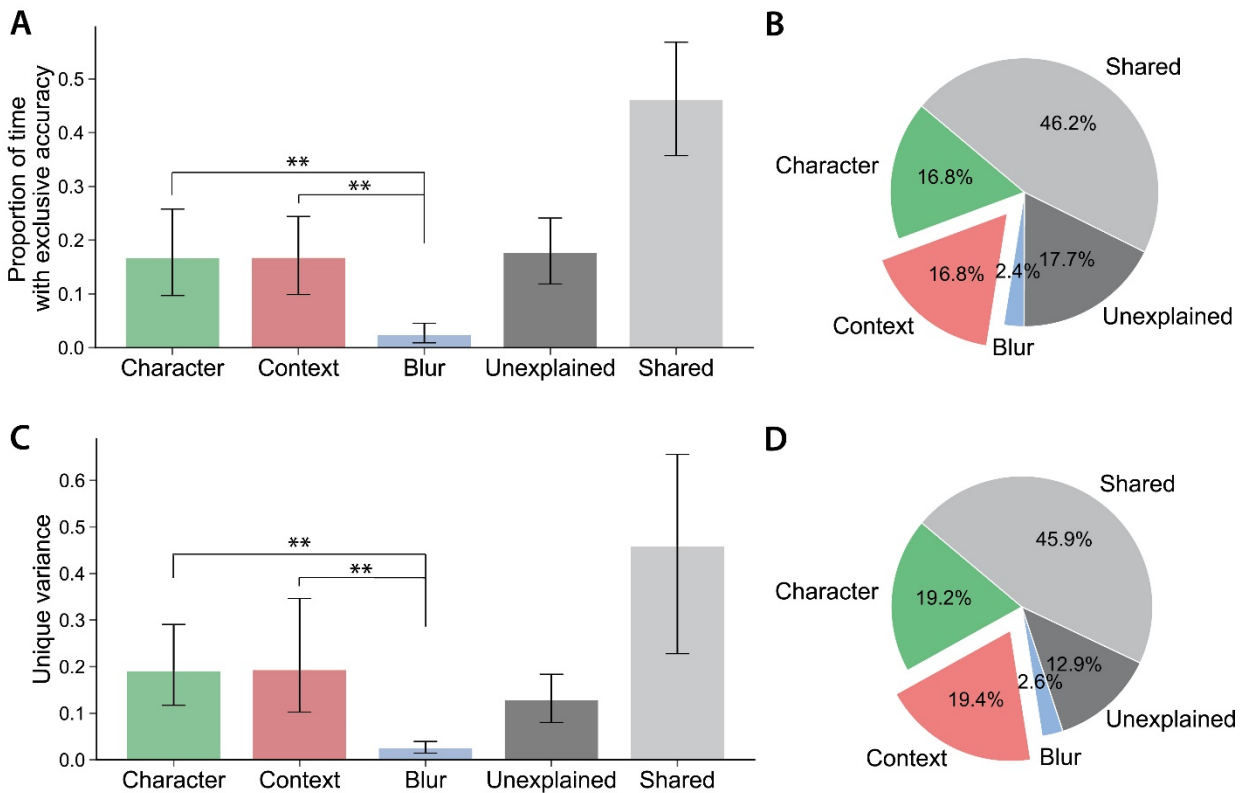 A
Proportion of time
with exclusive accuracy
0.5
0.4
0.3
0.2
0.1
0.0
**
**
Character
Context
Blur
Unexplained
Shared
B
Shared
46.2%
Character
16.8%
16.8%
2.4%
17.7%
Context
Blur
Unexplained
C
Unique variance
0.6
0.5
0.4
0.3
0.2
0.1
0.0
**
**
Character
Context
Blur
Unexplained
Shared
D
Shared
45.9%
Character
19.2%
19.4%
2.6%
12.9%
Context
Blur
Unexplained